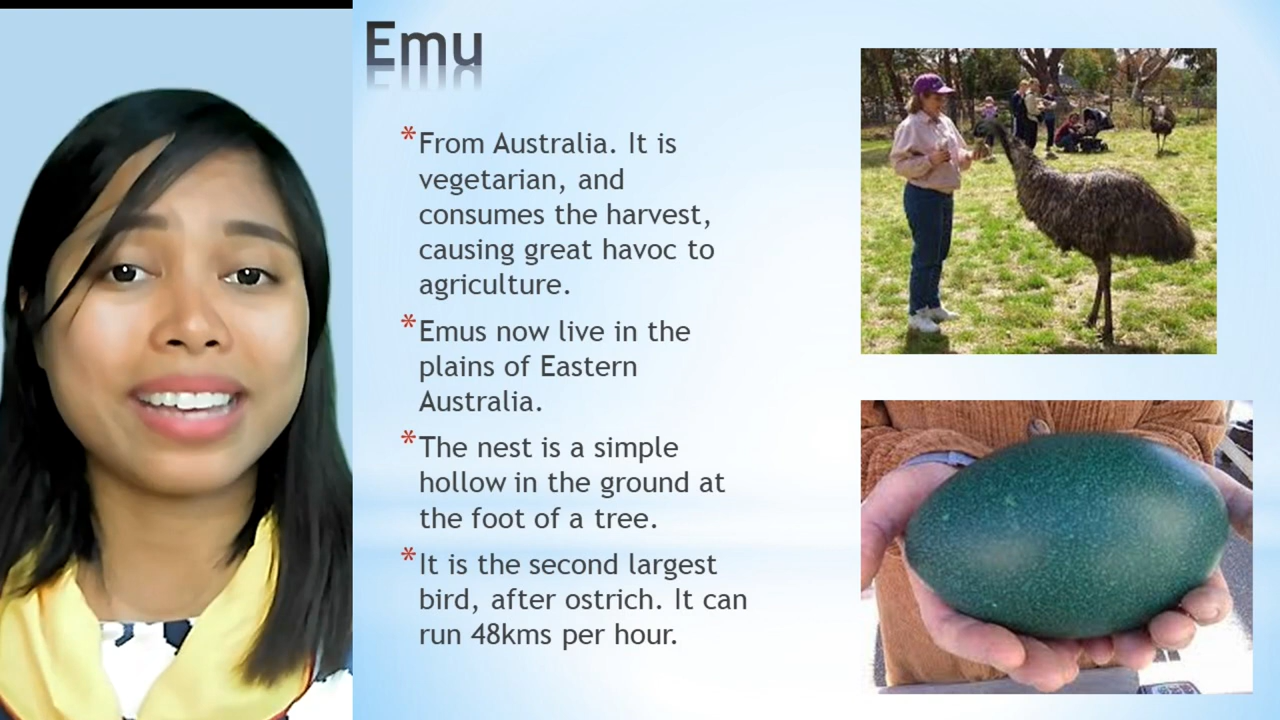 Emu
* From Australia. It is
vegetarian, and
consumes the harvest,
causing great havoc to
agriculture.
* Emus now live in the
plains of Eastern
Australia.
* The nest is a simple
hollow in the ground at
the foot of a tree.
* It is the second largest
bird, after ostrich. It can
run 48kms per hour.